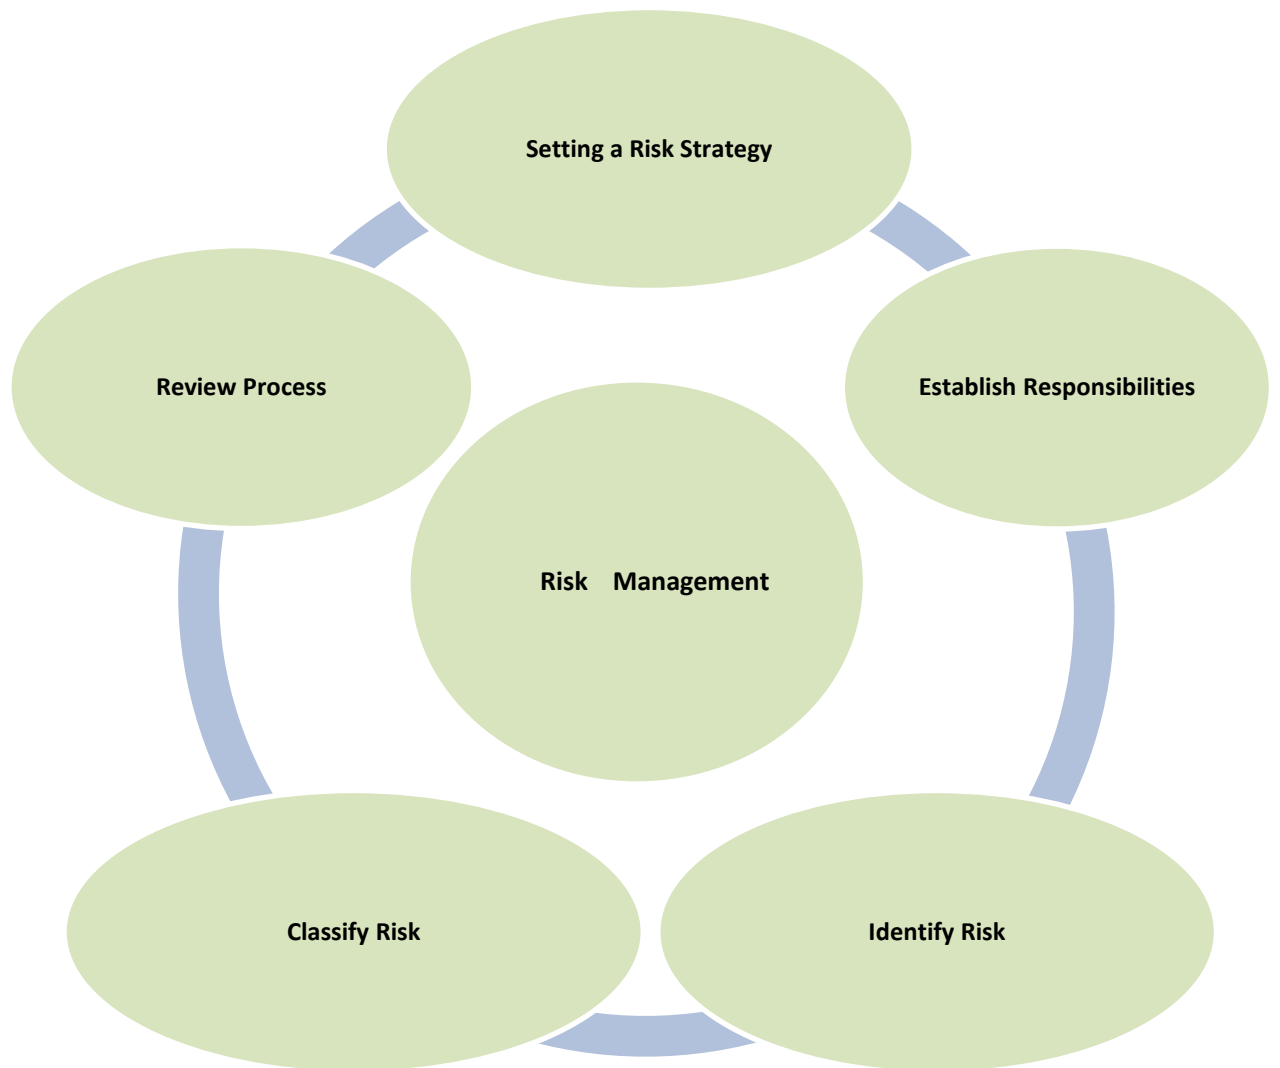 Setting a Risk Strategy
Review Process
Establish Responsibilities
Risk Management
Classify Risk
Identify Risk